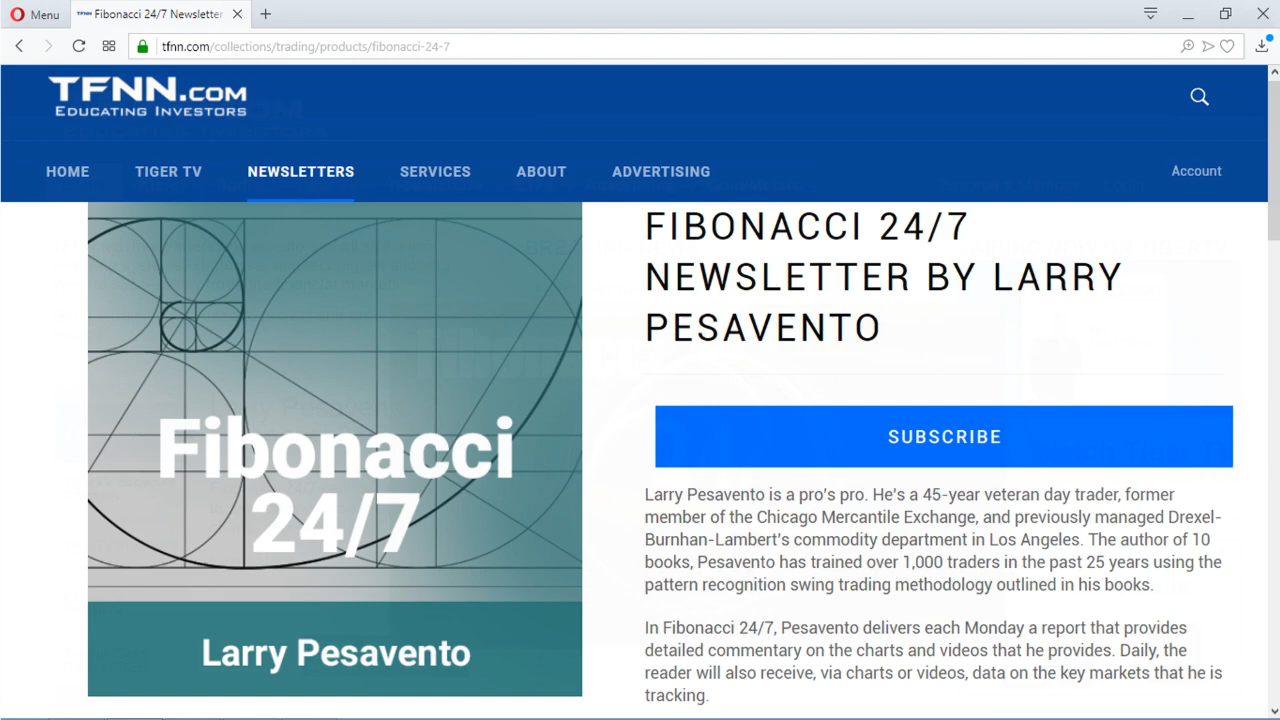 Menu
Fibonacci 24/7 Newsletter
tfnn.com/collections/trading/products/fibonacci-24-7
TFNN.COM
EDUCATING INVESTORS
HOME
TIGER TV
NEWSLETTERS
SERVICES
ABOUT
ADVERTISING
Account
Fibonacci
24/7
Larry Pesavento
FIBONACCI 24/7
NEWSLETTER BY LARRY
PESAVENTO
SUBSCRIBE
Larry Pesavento is a pro's pro. He's a 45-year veteran day trader, former
member of the Chicago Mercantile Exchange, and previously managed Drexel-
Burnhan-Lambert's commodity department in Los Angeles. The author of 10
books, Pesavento has trained over 1,000 traders in the past 25 years using the
pattern recognition swing trading methodology outlined in his books.
In Fibonacci 24/7, Pesavento delivers each Monday a report that provides
detailed commentary on the charts and videos that he provides. Daily, the
reader will also receive, via charts or videos, data on the key markets that he is
tracking.